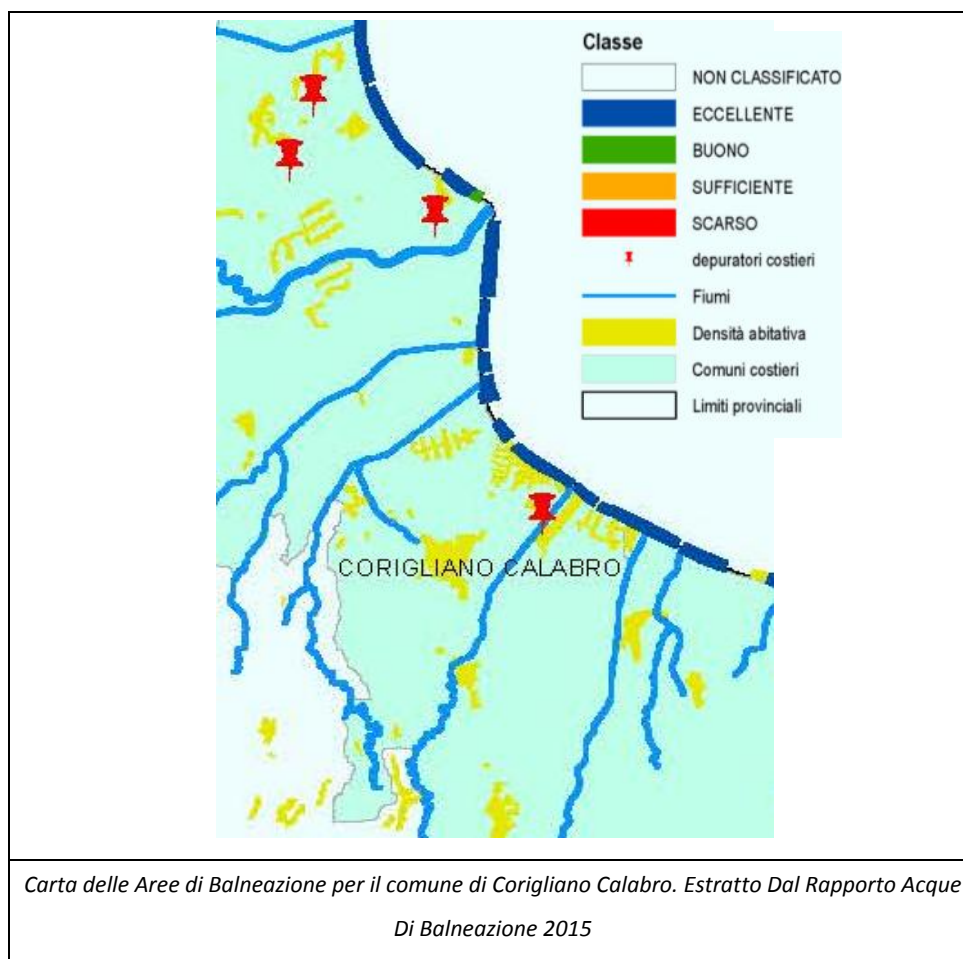 Classe
NON CLASSIFICATO
ECCELLENTE
BUONO
SUFFICIENTE
SCARSO
depuratori costieri
Fiumi
Densità abitativa
Comuni costieri
Limiti provinciali
CORIGLIANO CALABRO
Carta delle Aree di Balneazione per il comune di Corigliano Calabro. Estratto Dal Rapporto Acque
Di Balneazione 2015